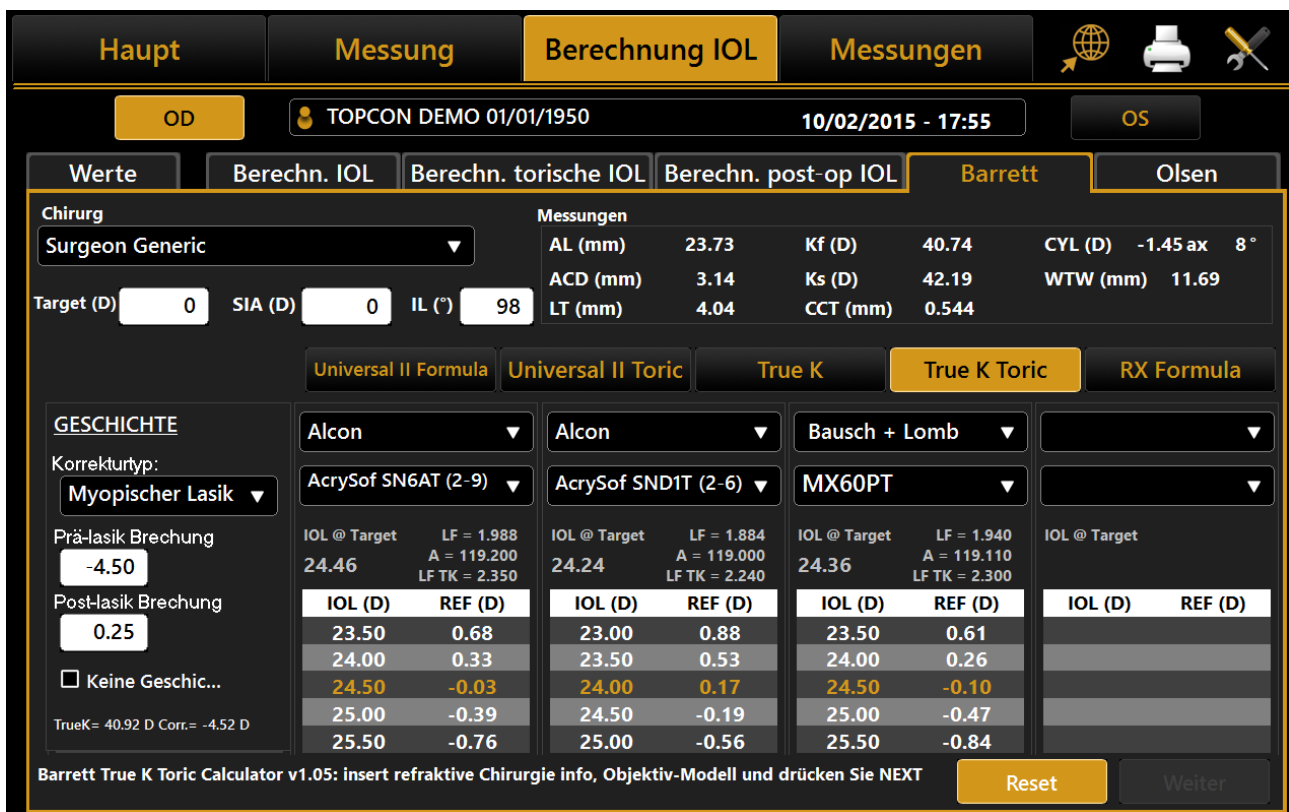 Haupt Messung Berechnung IOL Messungen
OD TOPCON DEMO 01/01/1950 10/02/2015 - 17:55 OS
Werte Berechn. IOL Berechn. torische IOL Berechn. post-op IOL Barrett Olsen
Chirurg Messungen
Surgeon Generic AL (mm) 23.73 Kf (D) 40.74 CYL (D) -1.45 ax 8°
ACD (mm) 3.14 Ks (D) 42.19 WTW (mm) 11.69
Target (D) 0 SIA (D) 0 IL (°) 98 LT (mm) 4.04 CCT (mm) 0.544
Universal II Formula Universal II Toric True K True K Toric RX Formula
GESCHICHTE Alcon Alcon Bausch + Lomb
Korrekturtyp:
Myopischer Lasik AcrySof SN6AT (2-9) AcrySof SND1T (2-6) MX60PT
Prä-lasik Brechung IOL @ Target LF = 1.988 IOL @ Target LF = 1.884 IOL @ Target LF = 1.940 IOL @ Target
-4.50 24.46 A = 119.200 24.24 A = 119.000 24.36 A = 119.110
LF TK = 2.350 LF TK = 2.240 LF TK = 2.300
Post-lasik Brechung IOL (D) REF (D) IOL (D) REF (D) IOL (D) REF (D) IOL (D) REF (D)
0.25 23.50 0.68 23.00 0.88 23.50 0.61
24.00 0.33 23.50 0.53 24.00 0.26
Keine Geschic... 24.50 -0.03 24.00 0.17 24.50 -0.10
TrueK= 40.92 D Corr.= -4.52 D 25.00 -0.39 24.50 -0.19 25.00 -0.47
25.50 -0.76 25.00 -0.56 25.50 -0.84
Barrett True K Toric Calculator v1.05: insert refraktive Chirurgie info, Objektiv-Modell und drücken Sie NEXT Reset Weiter